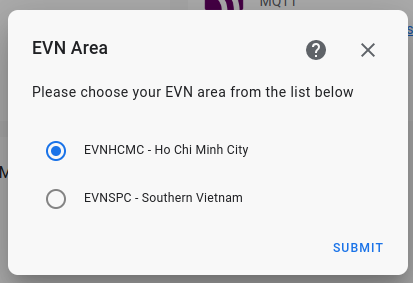 MQTT
EVN Area
Please choose your EVN area from the list below
EVNHCMC - Ho Chi Minh City
EVNSPC - Southern Vietnam
SUBMIT